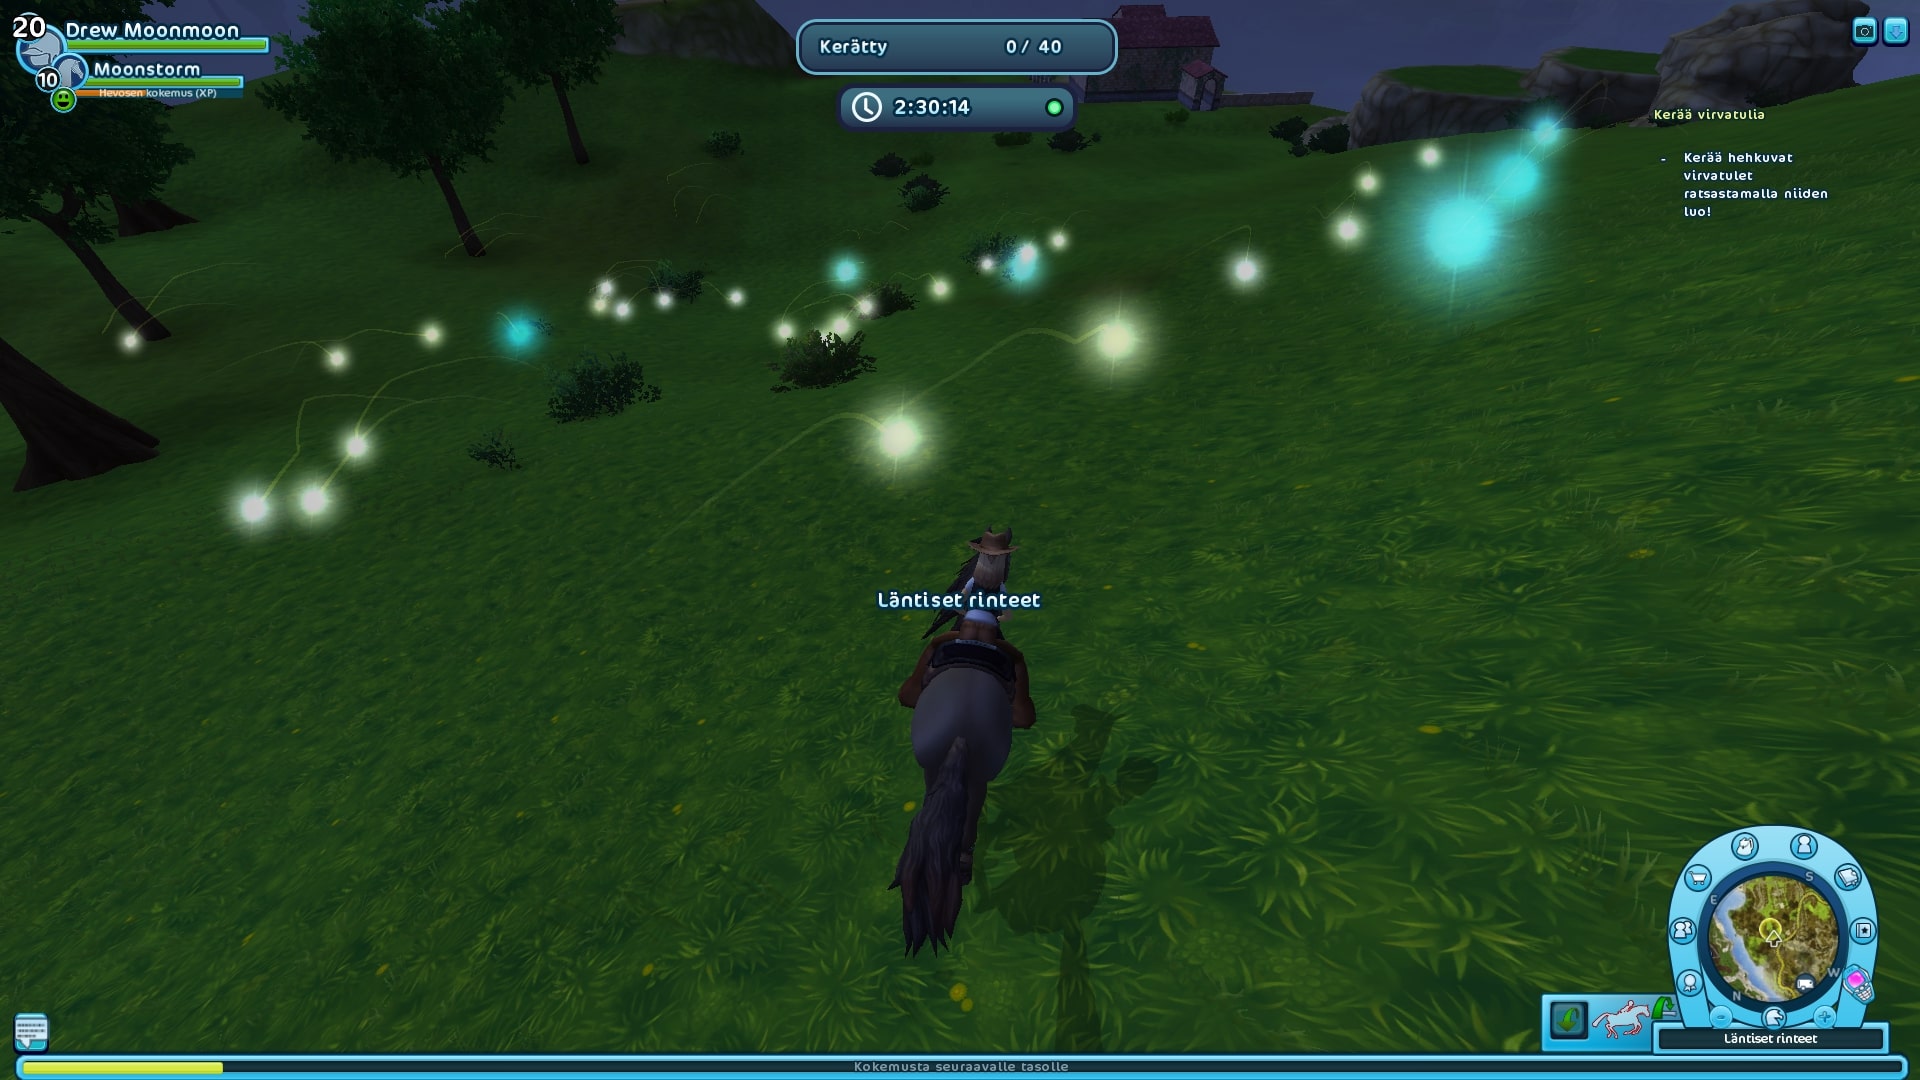 20 Drew Moonmoon
10 Moonstorm
Hevosen kokemus (XP)
Kerätty 0 / 40
2:30:14
Kerää virvatulia
- Kerää hehkuvat
virvatulet
ratsastamalla niiden
luo!
Läntiset rinteet
S
E
W
N
Läntiset rinteet
Kokemusta seuraavalle tasolle